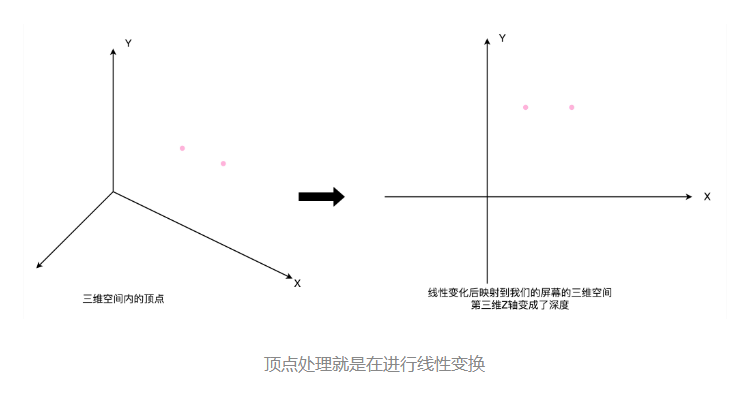 Y
X
三维空间内的顶点
Y
X
线性变化后映射到我们的屏幕的三维空间
第三维Z轴变成了深度
顶点处理就是在进行线性变换